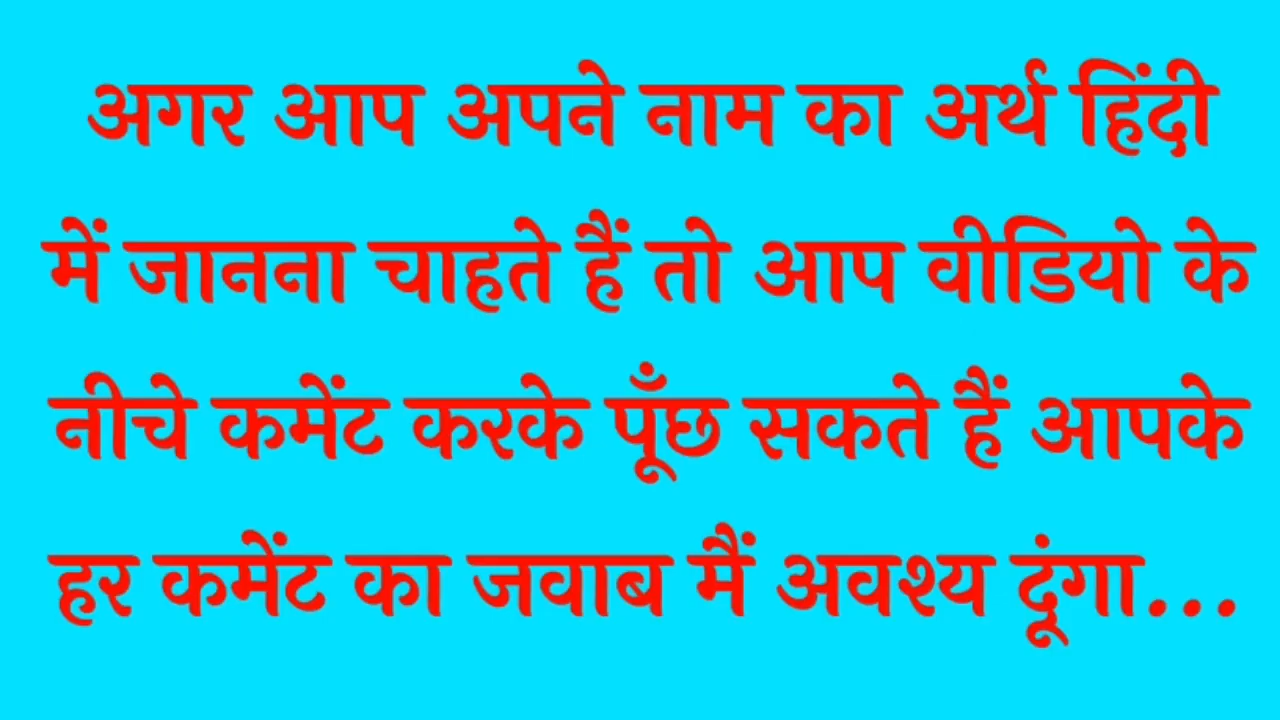 अगर आप अपने नाम का अर्थ हिंदी
में जानना चाहते हैं तो आप वीडियो के
नीचे कमेंट करके पूँछ सकते हैं आपके
हर कमेंट का जवाब मैं अवश्य दूंगा...